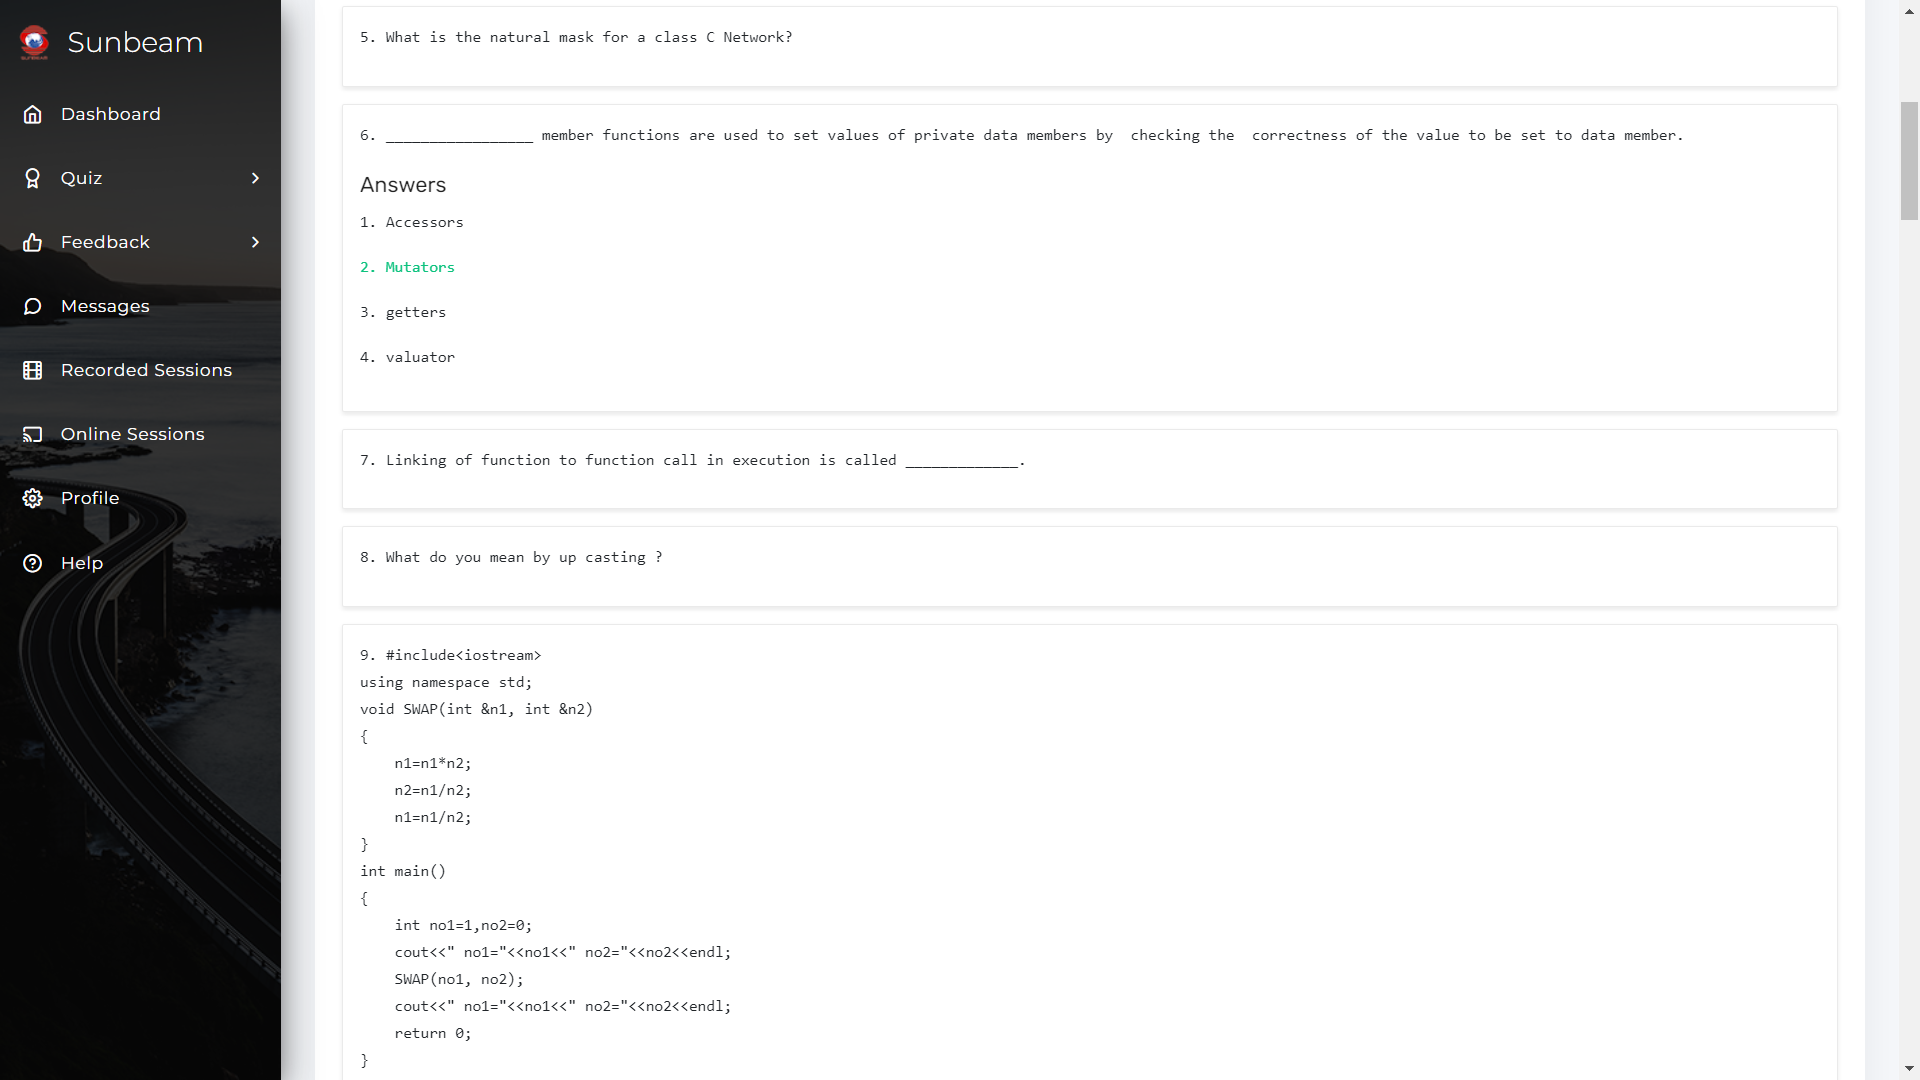 Sunbeam
Dashboard
Quiz
Feedback
Messages
Recorded Sessions
Online Sessions
Profile
Help
5. What is the natural mask for a class C Network?
6. _________________ member functions are used to set values of private data members by  checking the  correctness of the value to be set to data member.
Answers
1. Accessors
2. Mutators
3. getters
4. valuator
7. Linking of function to function call in execution is called _____________.
8. What do you mean by up casting ?
9. #include<iostream>
using namespace std;
void SWAP(int &n1, int &n2)
{
    n1=n1*n2;
    n2=n1/n2;
    n1=n1/n2;
}
int main()
{
    int no1=1,no2=0;
    cout<<" no1="<<no1<<" no2="<<no2<<endl;
    SWAP(no1, no2);
    cout<<" no1="<<no1<<" no2="<<no2<<endl;
    return 0;
}